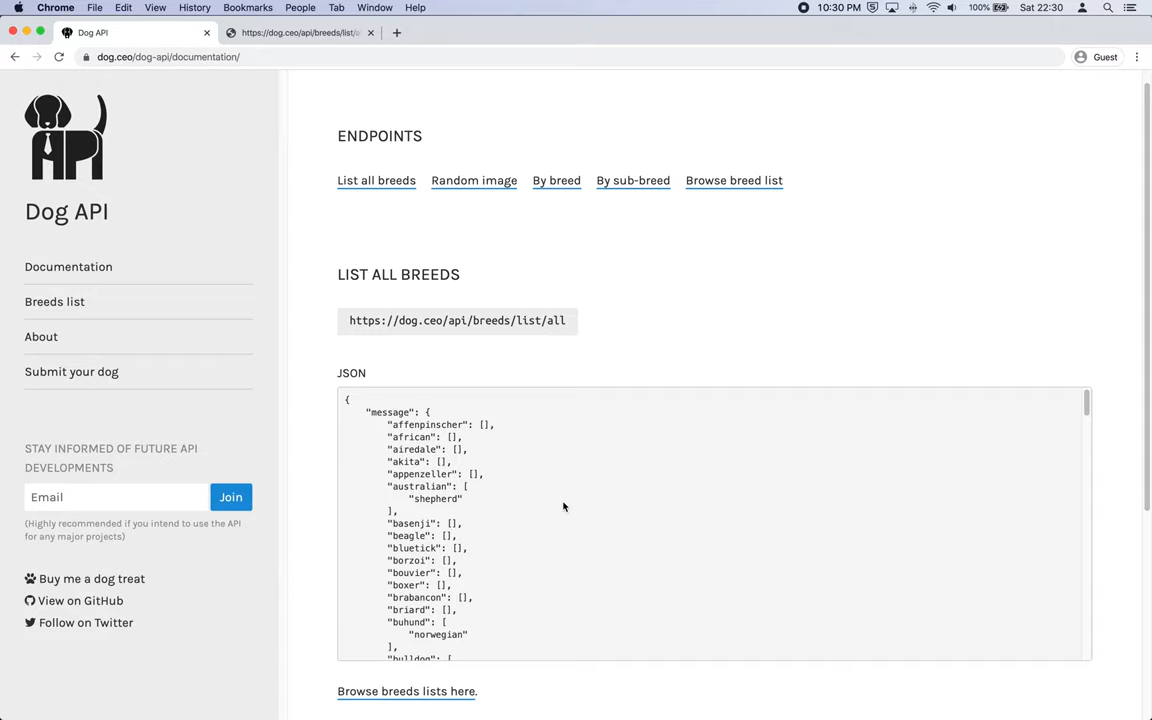 Chrome File Edit View History Bookmarks People Tab Window Help 10:30 PM 100% Sat 22:30
Dog API https://dog.ceo/api/breeds/list/a
dog.ceo/dog-api/documentation/ Guest
API
Dog API
Documentation
Breeds list
About
Submit your dog
STAY INFORMED OF FUTURE API
DEVELOPMENTS
Email Join
(Highly recommended if you intend to use the API
for any major projects)
Buy me a dog treat
View on GitHub
Follow on Twitter
ENDPOINTS
List all breeds Random image By breed By sub-breed Browse breed list
LIST ALL BREEDS
https://dog.ceo/api/breeds/list/all
JSON
{
"message": {
"affenpinscher": [],
"african": [],
"airedale": [],
"akita": [],
"appenzeller": [],
"australian": [
"shepherd"
],
"basenji": [],
"beagle": [],
"bluetick": [],
"borzoi": [],
"bouvier": [],
"boxer": [],
"brabancon": [],
"briard": [],
"buhund": [
"norwegian"
],
"bulldog": [
Browse breeds lists here.